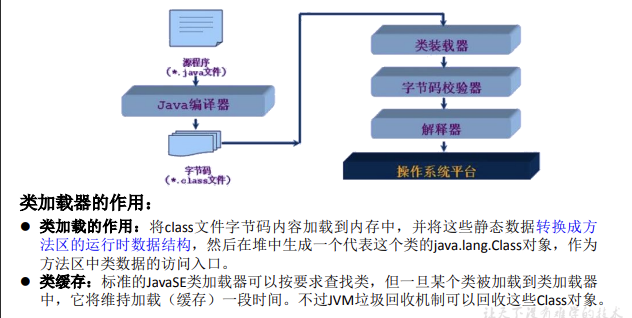 源程序
(*.java文件)
Java编译器
字节码
(*.class文件)
类装载器
字节码校验器
解释器
操作系统平台
类加载器的作用：
● 类加载的作用：将class文件字节码内容加载到内存中，并将这些静态数据转换成方
法区的运行时数据结构，然后在堆中生成一个代表这个类的java.lang.Class对象，作为
方法区中类数据的访问入口。
● 类缓存：标准的JavaSE类加载器可以按要求查找类，但一旦某个类被加载到类加载器
中，它将维持加载（缓存）一段时间。不过JVM垃圾回收机制可以回收这些Class对象。
让天下没有难学的技术